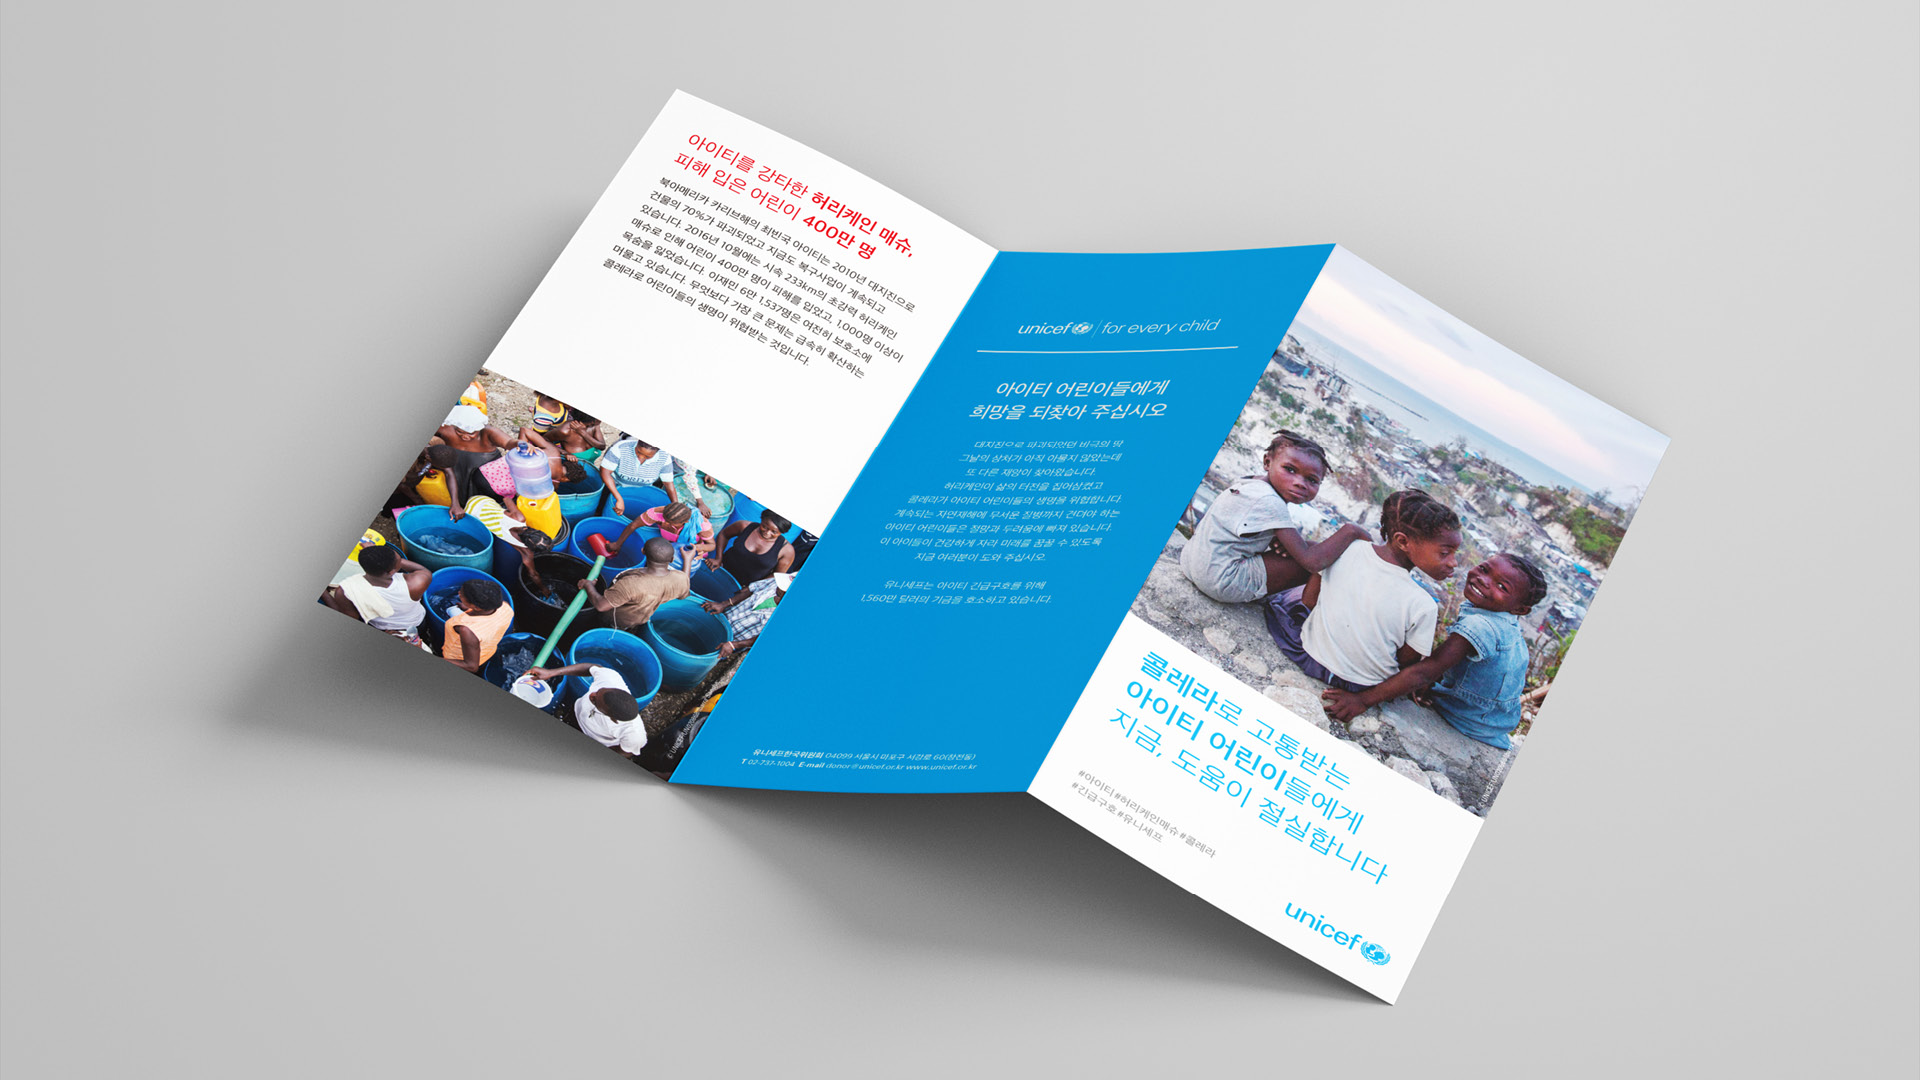 아이티를 강타한 허리케인 매슈,
피해 입은 어린이 400만 명
북아메리카 카리브해의 최빈국 아이티는 2010년 대지진으로
건물의 70%가 파괴되었고 지금도 복구사업이 계속되고
있습니다. 2016년 10월에는 시속 233km의 초강력 허리케인
매슈로 인해 어린이 400만 명이 피해를 입었고, 1,000명 이상이
목숨을 잃었습니다. 이재민 6만 1,537명은 여전히 보호소에
머물고 있습니다. 무엇보다 가장 큰 문제는 급속히 확산하는
콜레라로 어린이들의 생명이 위협받는 것입니다.
unicef for every child
아이티 어린이들에게
희망을 되찾아 주십시오
대지진으로 파괴되었던 비극의 땅
그날의 상처가 아직 아물지 않았는데
또 다른 재앙이 찾아왔습니다.
허리케인이 삶의 터전을 집어삼켰고
콜레라가 아이티 어린이들의 생명을 위협합니다.
계속되는 자연재해에 무서운 질병까지 견뎌야 하는
아이티 어린이들은 절망과 두려움에 빠져 있습니다.
이 아이들이 건강하게 자라 미래를 꿈꿀 수 있도록
지금 여러분이 도와 주십시오.
유니세프는 아이티 긴급구호를 위해
1,560만 달러의 기금을 호소하고 있습니다.
유니세프한국위원회 04099 서울시 마포구 서강로 60(창전동)
T 02-737-1004 E-mail donor@unicef.or.kr www.unicef.or.kr
콜레라로 고통받는
아이티 어린이들에게
지금, 도움이 절실합니다
#아이티 #허리케인매슈 #콜레라
#긴급구호 #유니세프
unicef